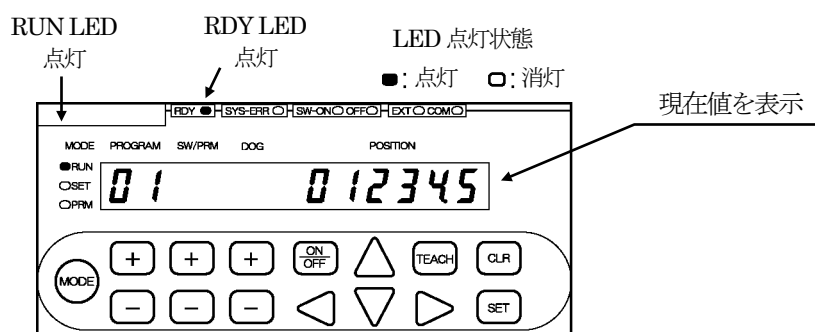 RUN LED
点灯
RDY LED
点灯
LED 点灯状態
●: 点灯 ○: 消灯
現在値を表示
RDY ● SYS-ERR ○ SW-ON ○ OFF ○ EXT ○ COM ○
MODE PROGRAM SW/PRM DOG POSITION
●RUN
○SET
○PRM
01 01234.5
MODE + + + ON/OFF TEACH CLR
− − − SET